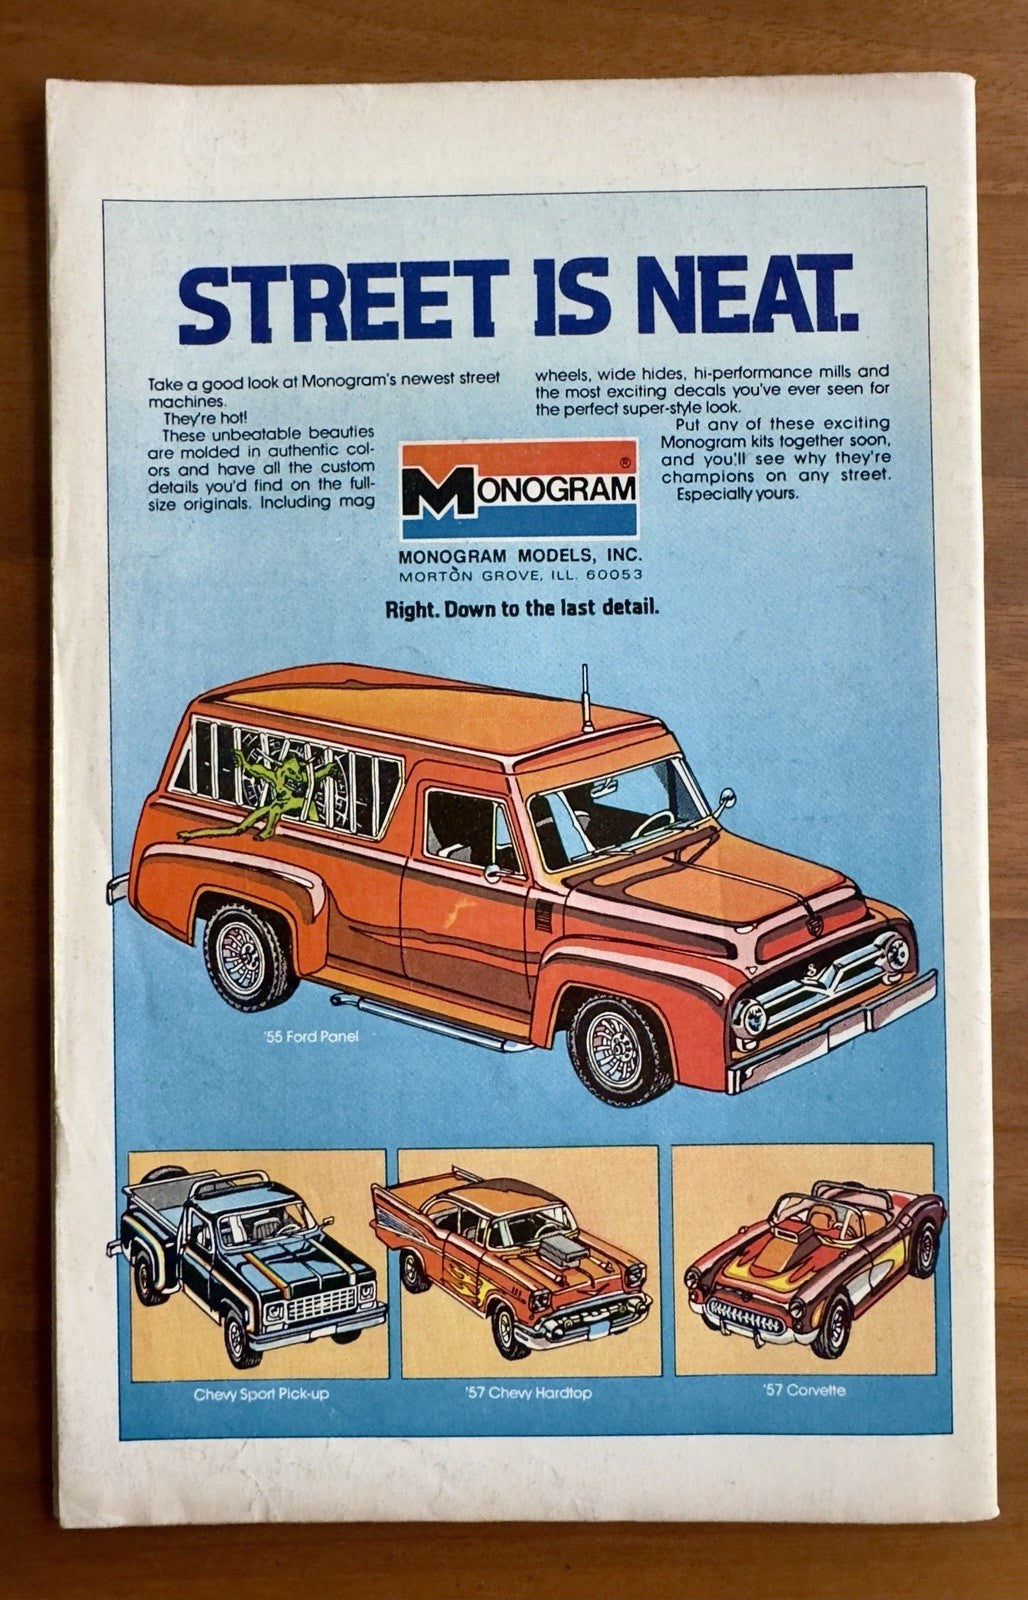 STREET IS NEAT.
Take a good look at Monogram's newest street
machines.
They're hot!
These unbeatable beauties
are molded in authentic col-
ors and have all the custom
details you'd find on the full-
size originals. Including mag
wheels, wide hides, hi-performance mills and
the most exciting decals you've ever seen for
the perfect super-style look.
Put any of these exciting
Monogram kits together soon,
and you'll see why they're
champions on any street.
Especially yours.
MONOGRAM®
MONOGRAM MODELS, INC.
MORTON GROVE, ILL. 60053
Right. Down to the last detail.
'55 Ford Panel
Chevy Sport Pick-up
'57 Chevy Hardtop
'57 Corvette